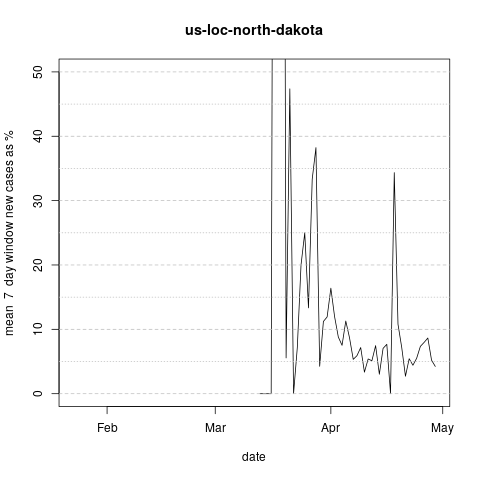 us-loc-north-dakota
mean 7 day window new cases as %
50
40
30
20
10
0
Feb
Mar
Apr
May
date